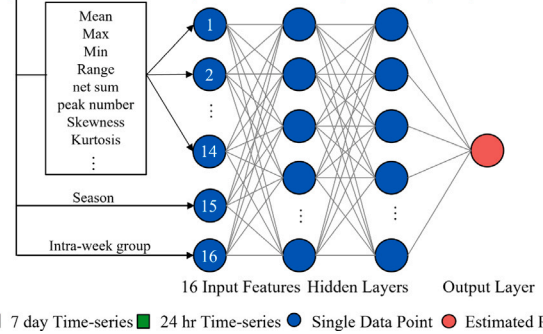 Mean
Max
Min
Range
net sum
peak number
Skewness
Kurtosis
⋮
1
2
⋮
14
15
16
Season
Intra-week group
⋮
⋮
16 Input Features Hidden Layers Output Layer
7 day Time-series 24 hr Time-series Single Data Point Estimated